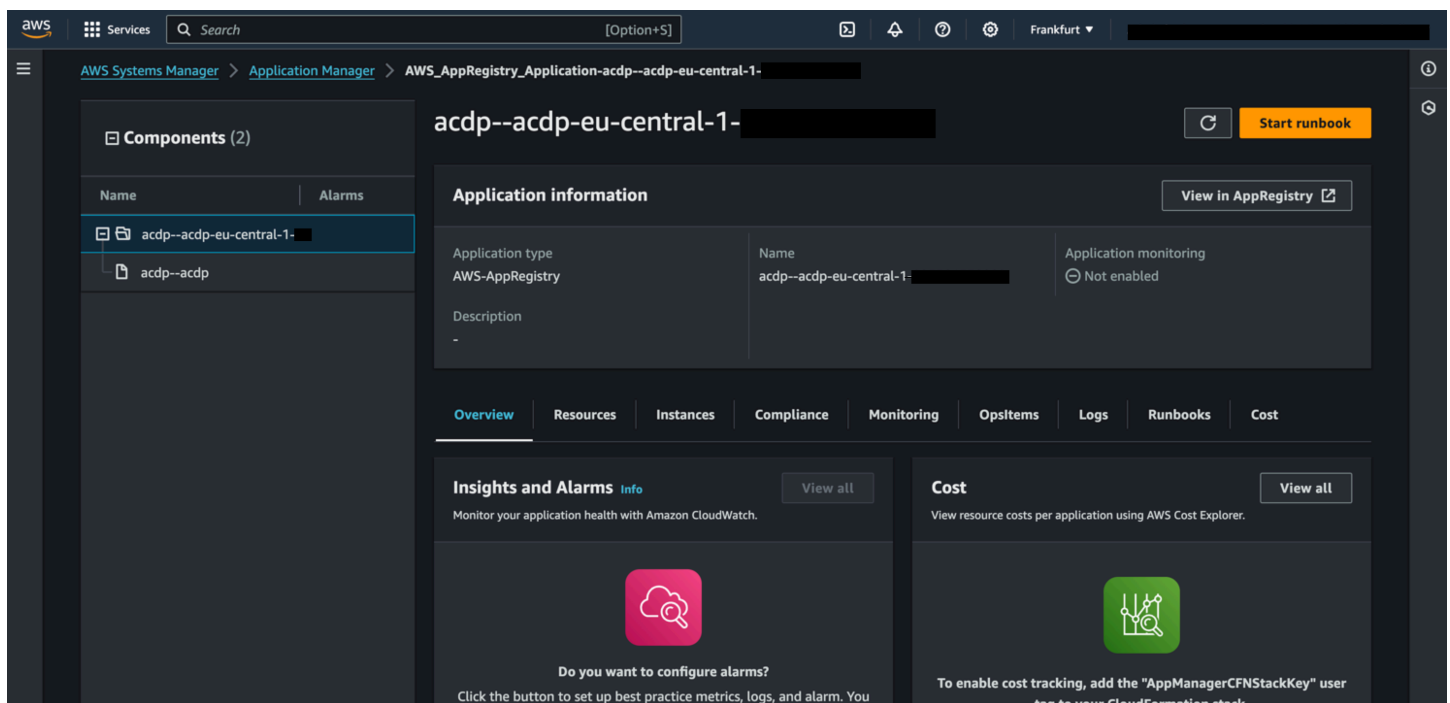 aws
Services
Search
[Option+S]
Frankfurt
AWS Systems Manager > Application Manager > AWS_AppRegistry_Application-acdp--acdp-eu-central-1-
Components (2)
Name
Alarms
acdp--acdp-eu-central-1-
acdp--acdp
acdp--acdp-eu-central-1-
Start runbook
Application information
View in AppRegistry
Application type
AWS-AppRegistry
Name
acdp--acdp-eu-central-1-
Application monitoring
Not enabled
Description
-
Overview
Resources
Instances
Compliance
Monitoring
OpsItems
Logs
Runbooks
Cost
Insights and Alarms Info
View all
Monitor your application health with Amazon CloudWatch.
Do you want to configure alarms?
Click the button to set up best practice metrics, logs, and alarm. You
Cost
View all
View resource costs per application using AWS Cost Explorer.
To enable cost tracking, add the "AppManagerCFNStackKey" user
tag to your CloudFormation stack